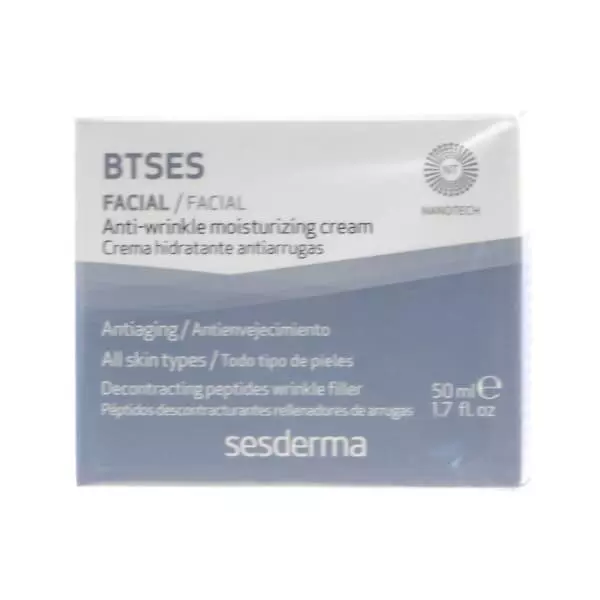 BTSES
NT
NANOTECH
FACIAL / FACIAL
Anti-wrinkle moisturizing cream
Crema hidratante antiarrugas
Antiaging / Antienvejecimiento
All skin types / Todo tipo de pieles
Decontracting peptides wrinkle filler
Péptidos descontracturantes rellenadores de arrugas
50 ml e
1.7 fl. oz
sesderma